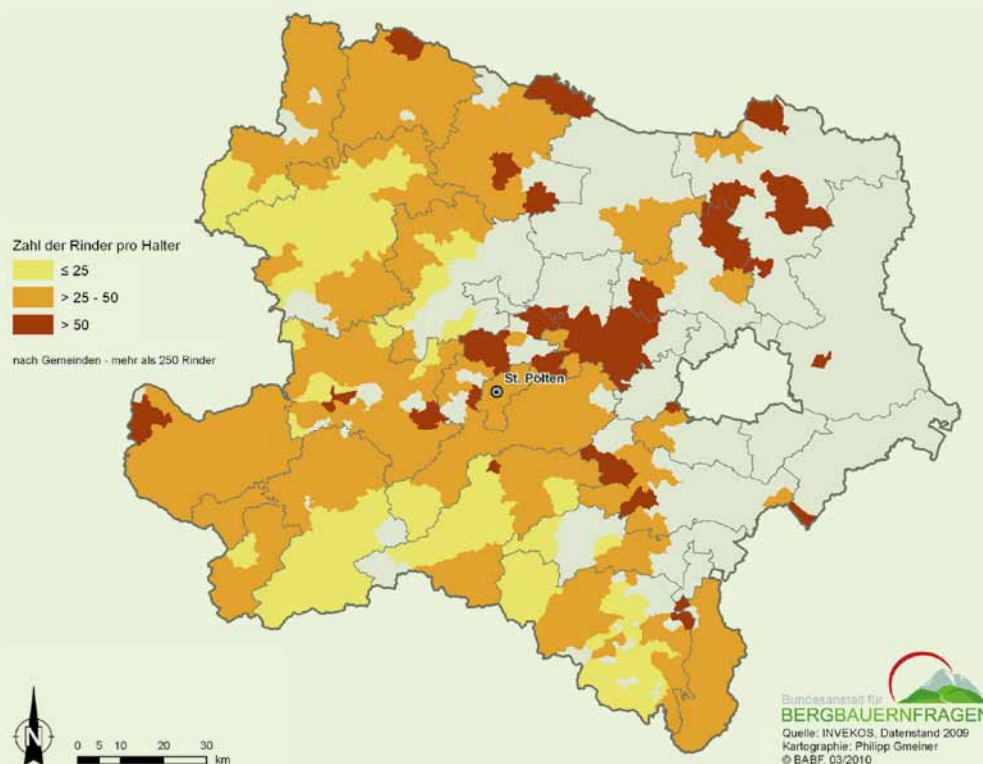 Zahl der Rinder pro Halter
≤ 25
> 25 - 50
> 50
nach Gemeinden - mehr als 250 Rinder
St. Pölten
N
0 5 10 20 30
km
Bundesanstalt für
BERGBAUERNFRAGEN
Quelle: INVEKOS, Datenstand 2009
Kartographie: Philipp Gmeiner
© BABF, 03/2010